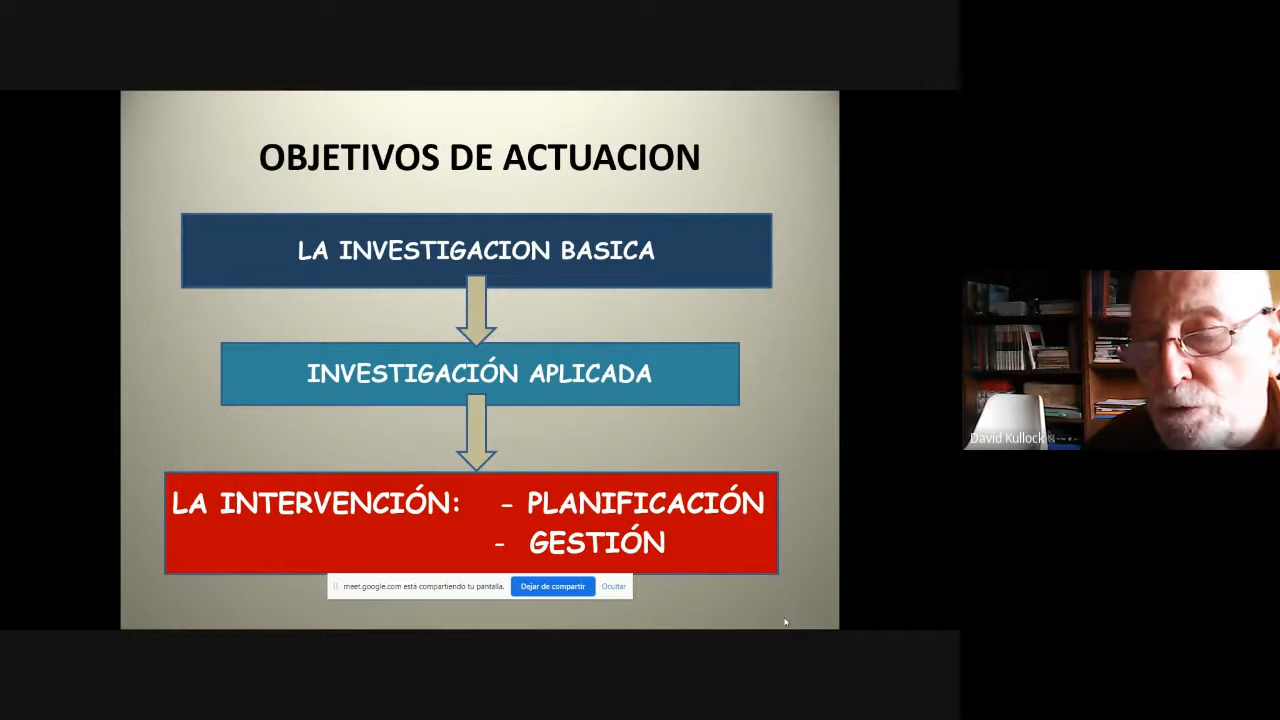 OBJETIVOS DE ACTUACION
LA INVESTIGACION BASICA
INVESTIGACIÓN APLICADA
LA INTERVENCIÓN: - PLANIFICACIÓN
- GESTIÓN
meet.google.com está compartiendo tu pantalla. Dejar de compartir Ocultar
David Kullock